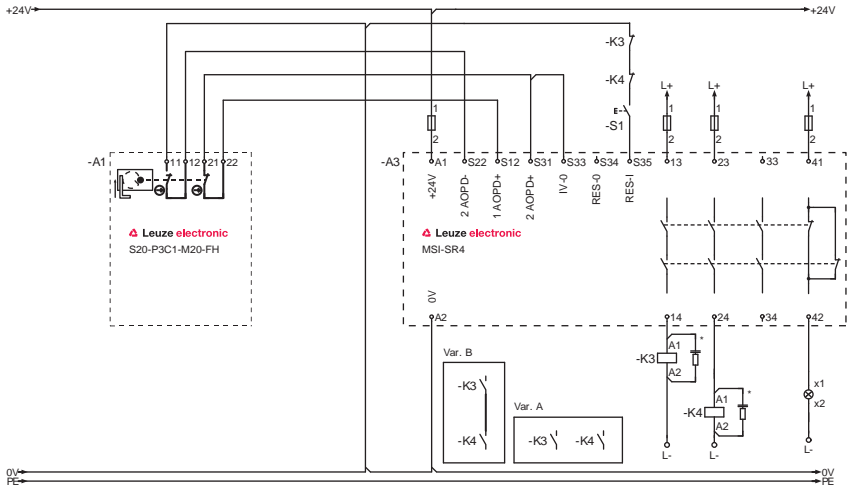 +24V +24V
-K3
-K4
L+ L+ L+
E
-S1
1 1 1 1
2 2 2 2
-A1 11 12 21 22
-A3 A1 S22 S12 S31 S33 S34 S35 13 23 33 41
+24V
2 AOPD-
1 AOPD+
2 AOPD+
IV-0
RES-0
RES-I
Leuze electronic
S20-P3C1-M20-FH
Leuze electronic
MSI-SR4
0V
A2 14 24 34 42
Var. B
-K3
-K4
Var. A
-K3 -K4
-K3 A1 *
A2
-K4 A1 *
A2
x1
x2
L- L- L-
0V 0V
PE PE